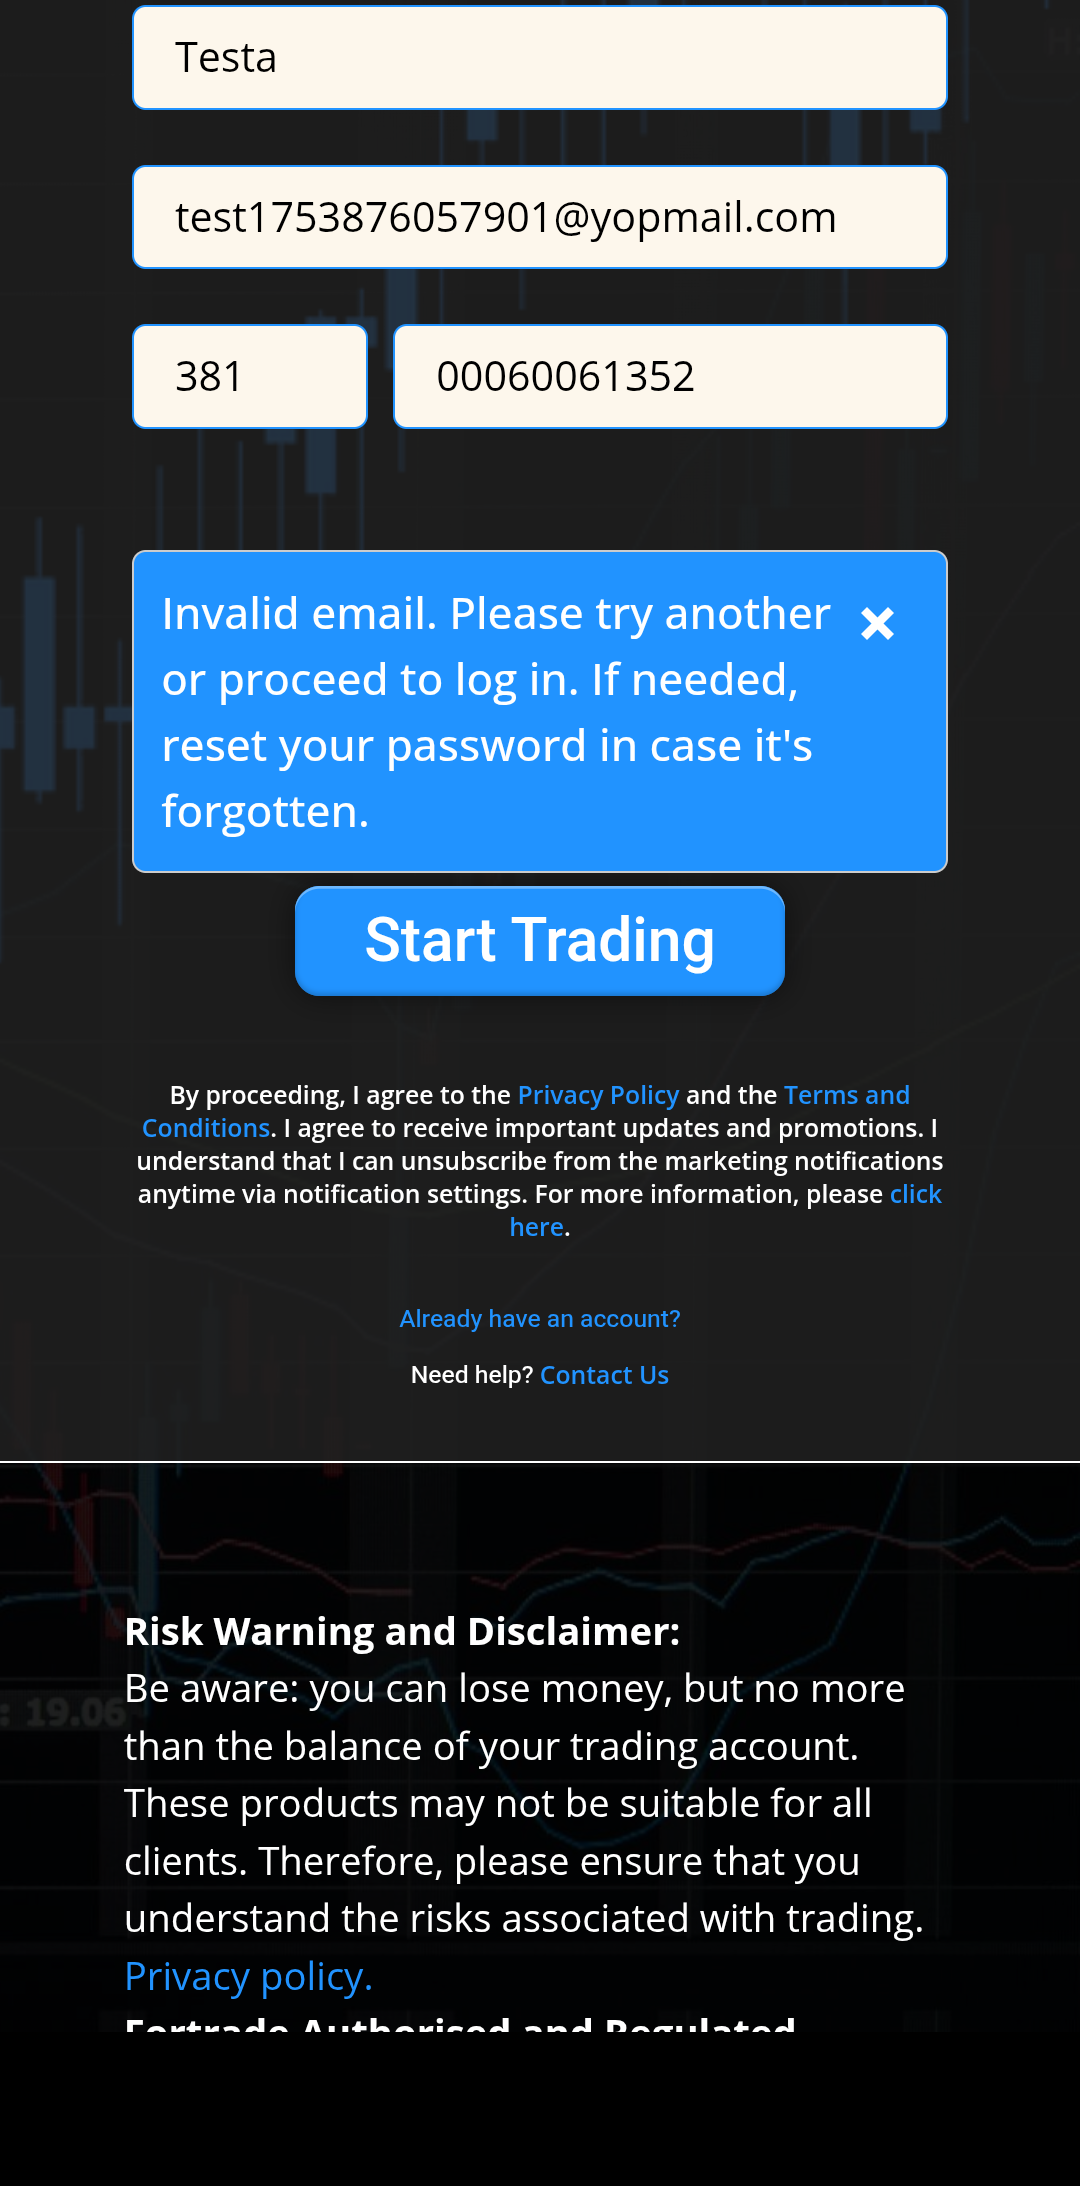 Testa
test1753876057901@yopmail.com
381
00060061352
Invalid email. Please try another
or proceed to log in. If needed,
reset your password in case it's
forgotten.
Start Trading
By proceeding, I agree to the Privacy Policy and the Terms and
Conditions. I agree to receive important updates and promotions. I
understand that I can unsubscribe from the marketing notifications
anytime via notification settings. For more information, please click
here.
Already have an account?
Need help? Contact Us
Risk Warning and Disclaimer:
Be aware: you can lose money, but no more
: 19.06
than the balance of your trading account.
These products may not be suitable for all
clients. Therefore, please ensure that you
understand the risks associated with trading.
Privacy policy.
Fortrade Authorised and Regulated